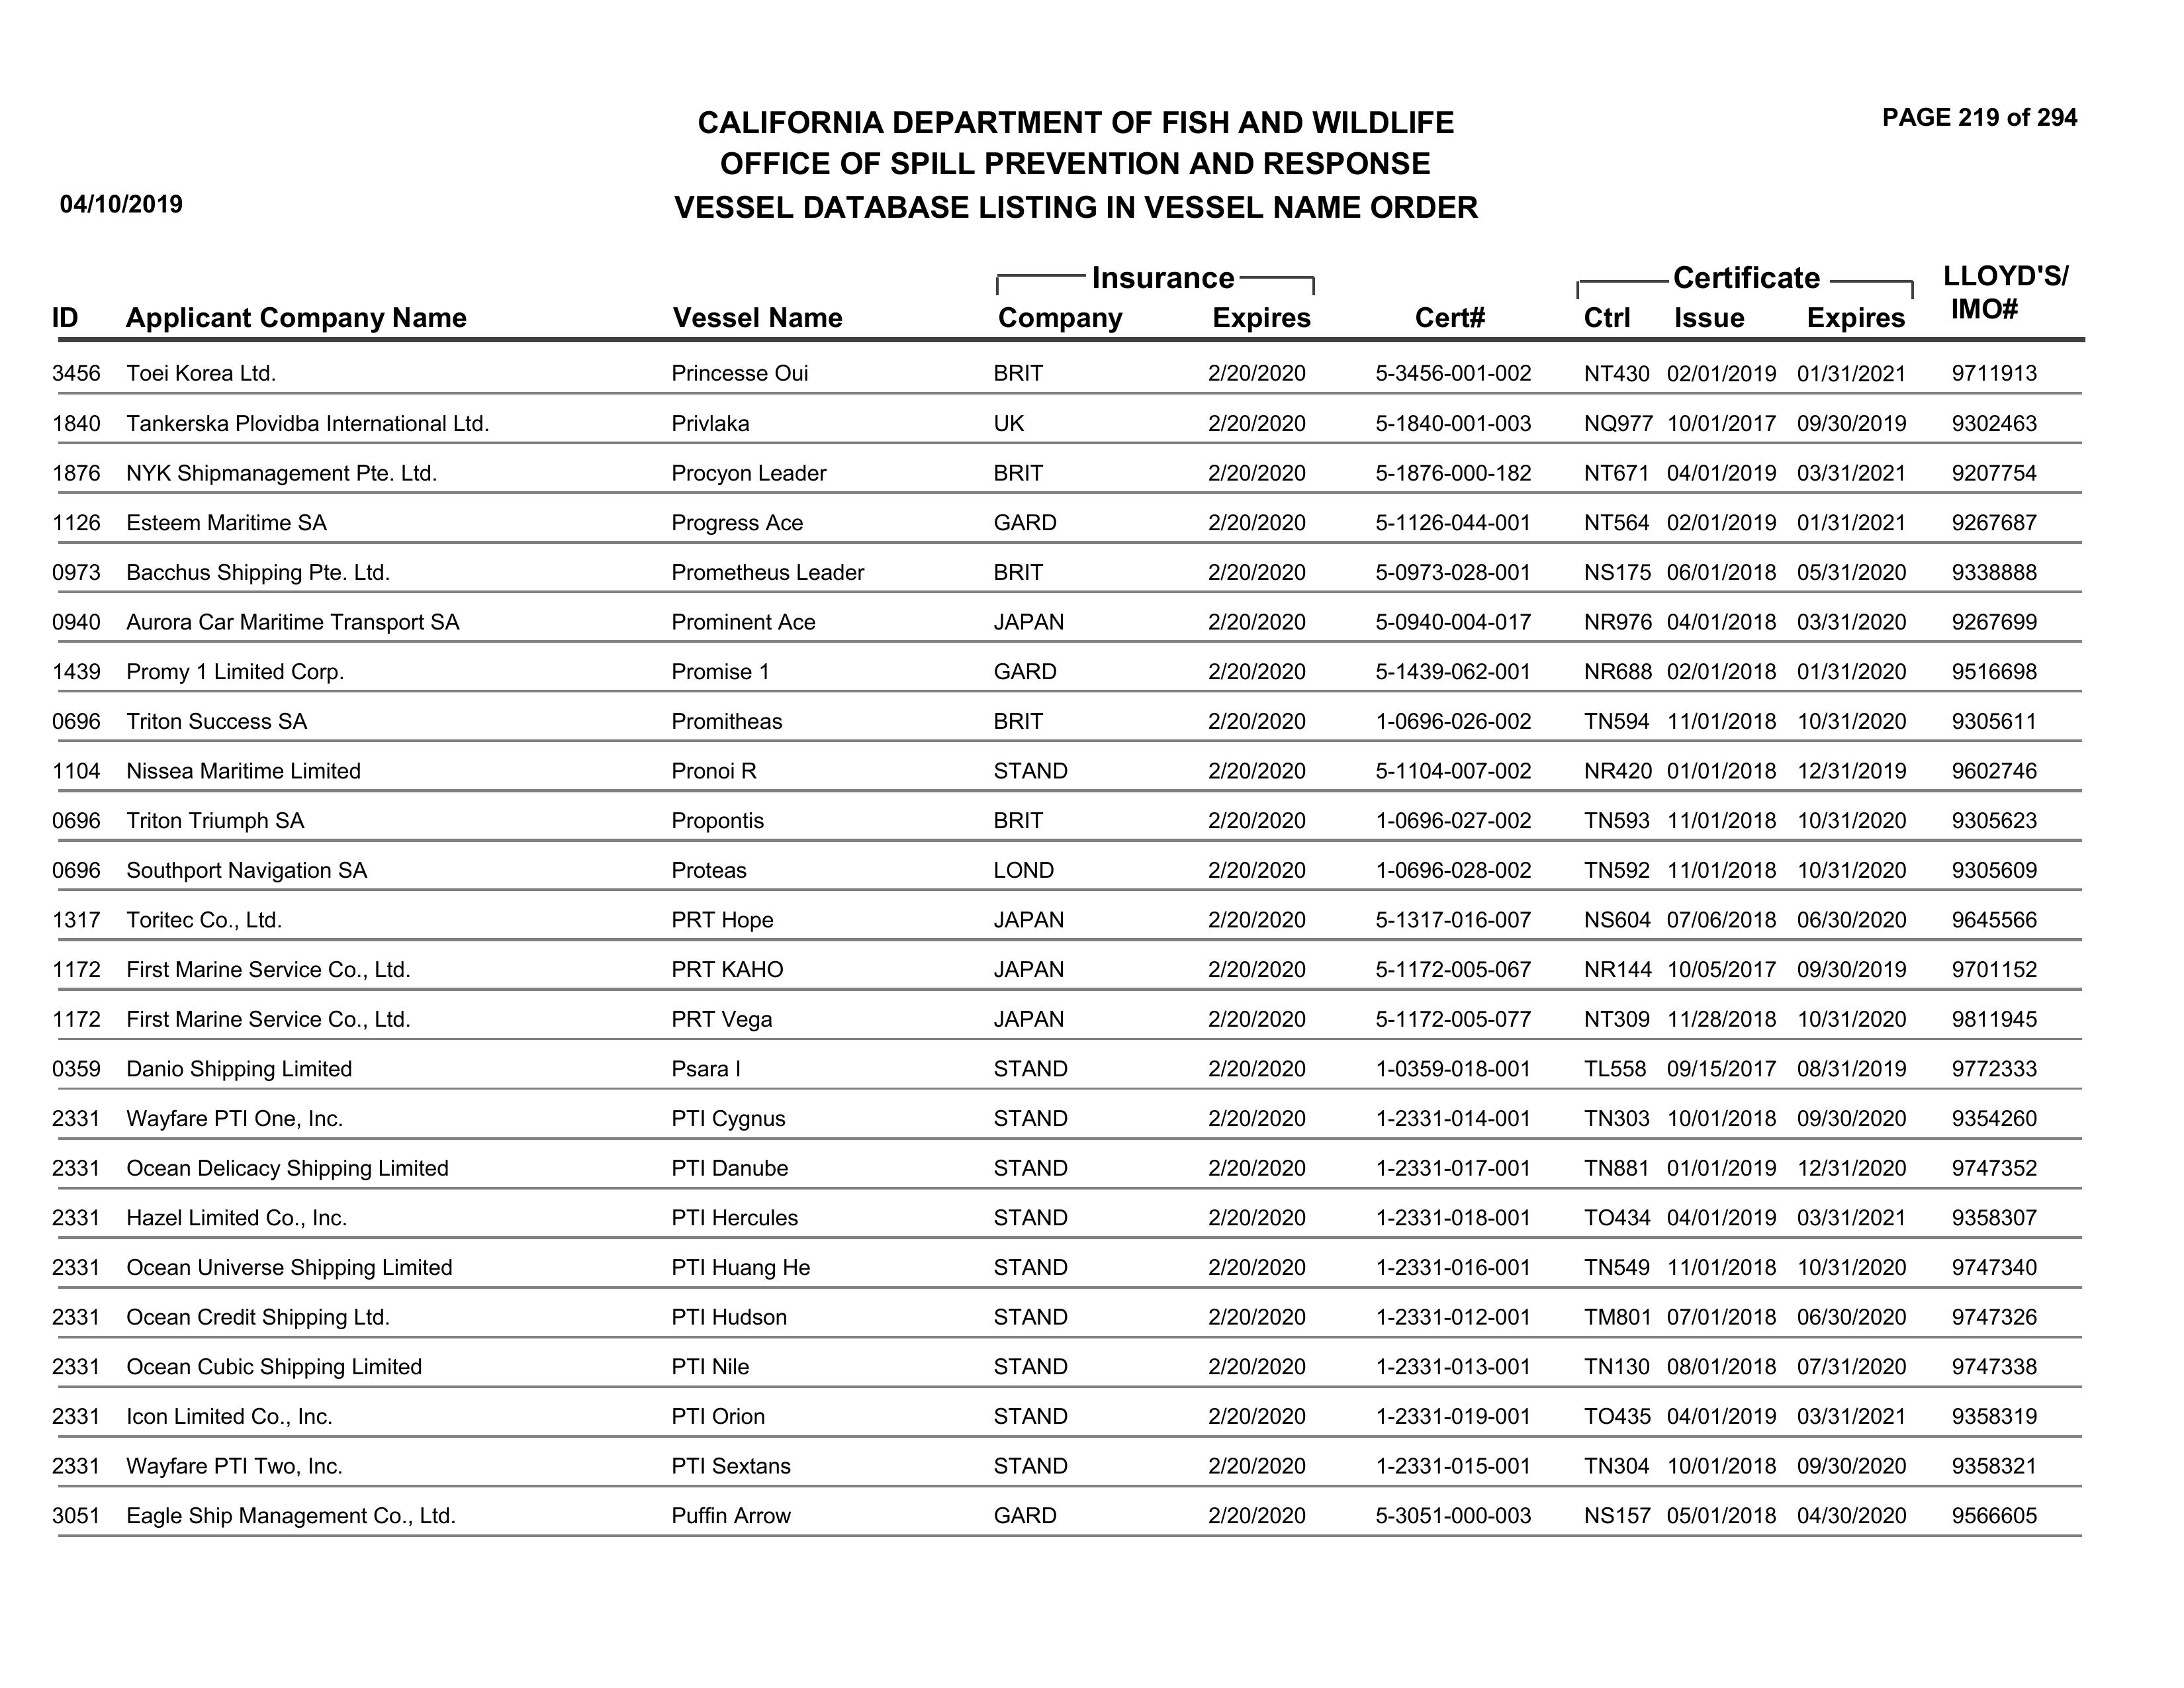 PAGE 219 of 294
CALIFORNIA DEPARTMENT OF FISH AND WILDLIFE
OFFICE OF SPILL PREVENTION AND RESPONSE
04/10/2019 VESSEL DATABASE LISTING IN VESSEL NAME ORDER
Insurance Certificate LLOYD'S/
ID Applicant Company Name Vessel Name Company Expires Cert# Ctrl Issue Expires IMO#
3456 Toei Korea Ltd. Princesse Oui BRIT 2/20/2020 5-3456-001-002 NT430 02/01/2019 01/31/2021 9711913
1840 Tankerska Plovidba International Ltd. Privlaka UK 2/20/2020 5-1840-001-003 NQ977 10/01/2017 09/30/2019 9302463
1876 NYK Shipmanagement Pte. Ltd. Procyon Leader BRIT 2/20/2020 5-1876-000-182 NT671 04/01/2019 03/31/2021 9207754
1126 Esteem Maritime SA Progress Ace GARD 2/20/2020 5-1126-044-001 NT564 02/01/2019 01/31/2021 9267687
0973 Bacchus Shipping Pte. Ltd. Prometheus Leader BRIT 2/20/2020 5-0973-028-001 NS175 06/01/2018 05/31/2020 9338888
0940 Aurora Car Maritime Transport SA Prominent Ace JAPAN 2/20/2020 5-0940-004-017 NR976 04/01/2018 03/31/2020 9267699
1439 Promy 1 Limited Corp. Promise 1 GARD 2/20/2020 5-1439-062-001 NR688 02/01/2018 01/31/2020 9516698
0696 Triton Success SA Promitheas BRIT 2/20/2020 1-0696-026-002 TN594 11/01/2018 10/31/2020 9305611
1104 Nissea Maritime Limited Pronoi R STAND 2/20/2020 5-1104-007-002 NR420 01/01/2018 12/31/2019 9602746
0696 Triton Triumph SA Propontis BRIT 2/20/2020 1-0696-027-002 TN593 11/01/2018 10/31/2020 9305623
0696 Southport Navigation SA Proteas LOND 2/20/2020 1-0696-028-002 TN592 11/01/2018 10/31/2020 9305609
1317 Toritec Co., Ltd. PRT Hope JAPAN 2/20/2020 5-1317-016-007 NS604 07/06/2018 06/30/2020 9645566
1172 First Marine Service Co., Ltd. PRT KAHO JAPAN 2/20/2020 5-1172-005-067 NR144 10/05/2017 09/30/2019 9701152
1172 First Marine Service Co., Ltd. PRT Vega JAPAN 2/20/2020 5-1172-005-077 NT309 11/28/2018 10/31/2020 9811945
0359 Danio Shipping Limited Psara I STAND 2/20/2020 1-0359-018-001 TL558 09/15/2017 08/31/2019 9772333
2331 Wayfare PTI One, Inc. PTI Cygnus STAND 2/20/2020 1-2331-014-001 TN303 10/01/2018 09/30/2020 9354260
2331 Ocean Delicacy Shipping Limited PTI Danube STAND 2/20/2020 1-2331-017-001 TN881 01/01/2019 12/31/2020 9747352
2331 Hazel Limited Co., Inc. PTI Hercules STAND 2/20/2020 1-2331-018-001 TO434 04/01/2019 03/31/2021 9358307
2331 Ocean Universe Shipping Limited PTI Huang He STAND 2/20/2020 1-2331-016-001 TN549 11/01/2018 10/31/2020 9747340
2331 Ocean Credit Shipping Ltd. PTI Hudson STAND 2/20/2020 1-2331-012-001 TM801 07/01/2018 06/30/2020 9747326
2331 Ocean Cubic Shipping Limited PTI Nile STAND 2/20/2020 1-2331-013-001 TN130 08/01/2018 07/31/2020 9747338
2331 Icon Limited Co., Inc. PTI Orion STAND 2/20/2020 1-2331-019-001 TO435 04/01/2019 03/31/2021 9358319
2331 Wayfare PTI Two, Inc. PTI Sextans STAND 2/20/2020 1-2331-015-001 TN304 10/01/2018 09/30/2020 9358321
3051 Eagle Ship Management Co., Ltd. Puffin Arrow GARD 2/20/2020 5-3051-000-003 NS157 05/01/2018 04/30/2020 9566605